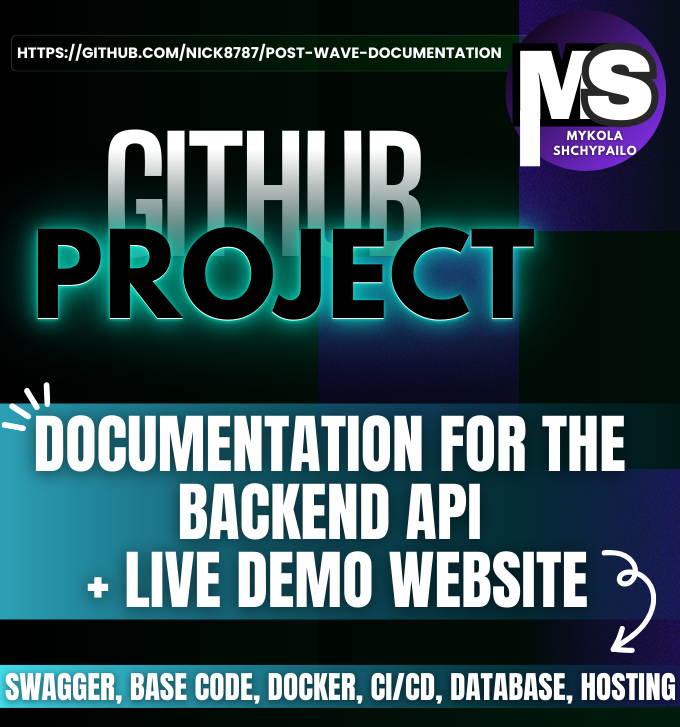 HTTPS://GITHUB.COM/NICK8787/POST-WAVE-DOCUMENTATION
MS
MYKOLA
SHCHYPAILO
GITHUB
PROJECT
DOCUMENTATION FOR THE
BACKEND API
+ LIVE DEMO WEBSITE
SWAGGER, BASE CODE, DOCKER, CI/CD, DATABASE, HOSTING